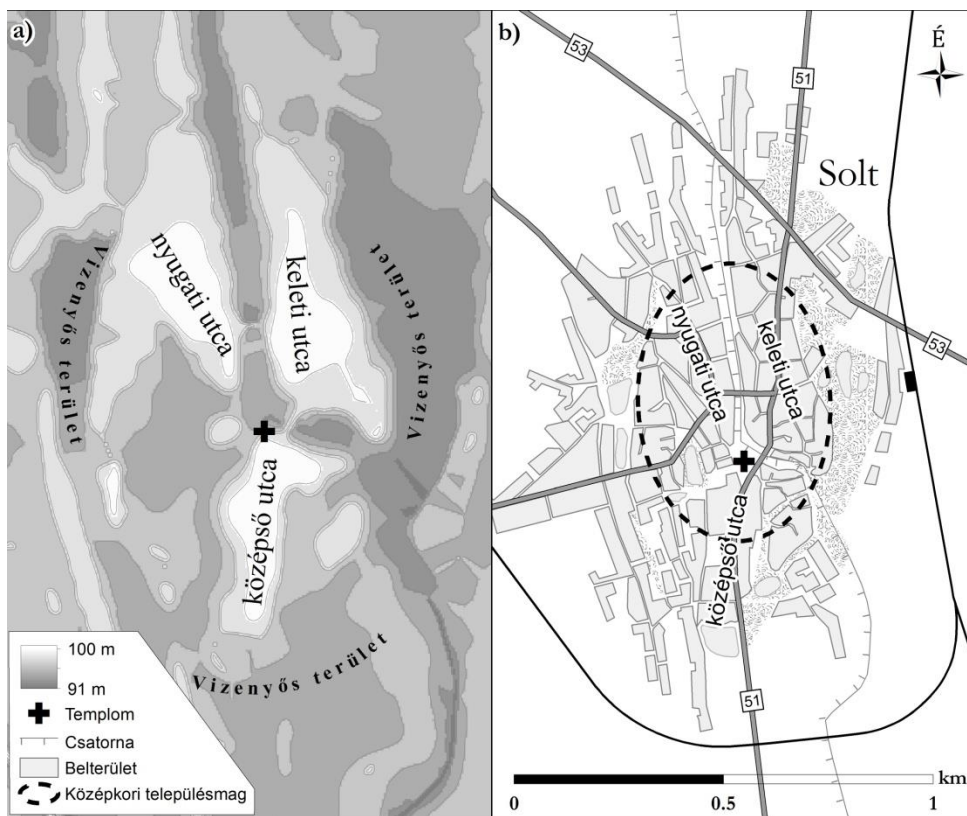 a)
nyugati utca
keleti utca
középső utca
Vizenyős terület
Vizenyős terület
Vizenyős terület
100 m
91 m
Templom
Csatorna
Belterület
Középkori településmag
b)
É
53
51
Solt
nyugati utca
keleti utca
középső utca
53
51
0
0.5
1
km